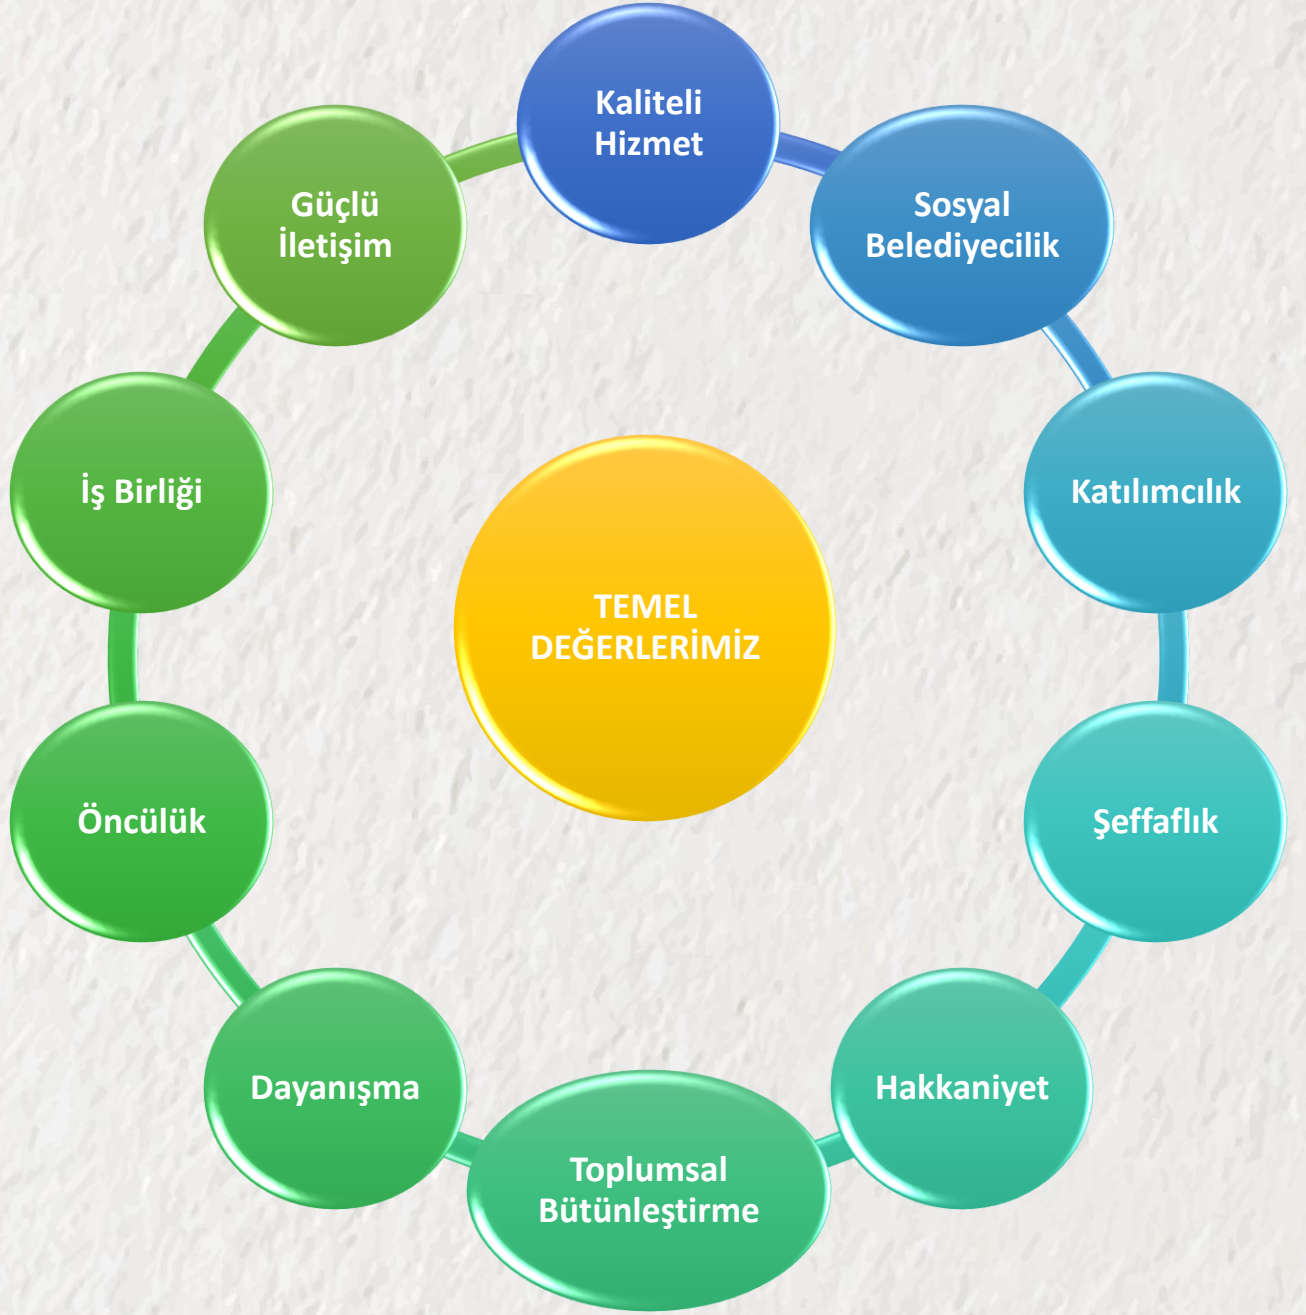 Kaliteli
Hizmet
Sosyal
Belediyecilik
Katılımcılık
Şeffaflık
Hakkaniyet
Toplumsal
Bütünleştirme
Dayanışma
Öncülük
İş Birliği
Güçlü
İletişim
TEMEL
DEĞERLERİMİZ